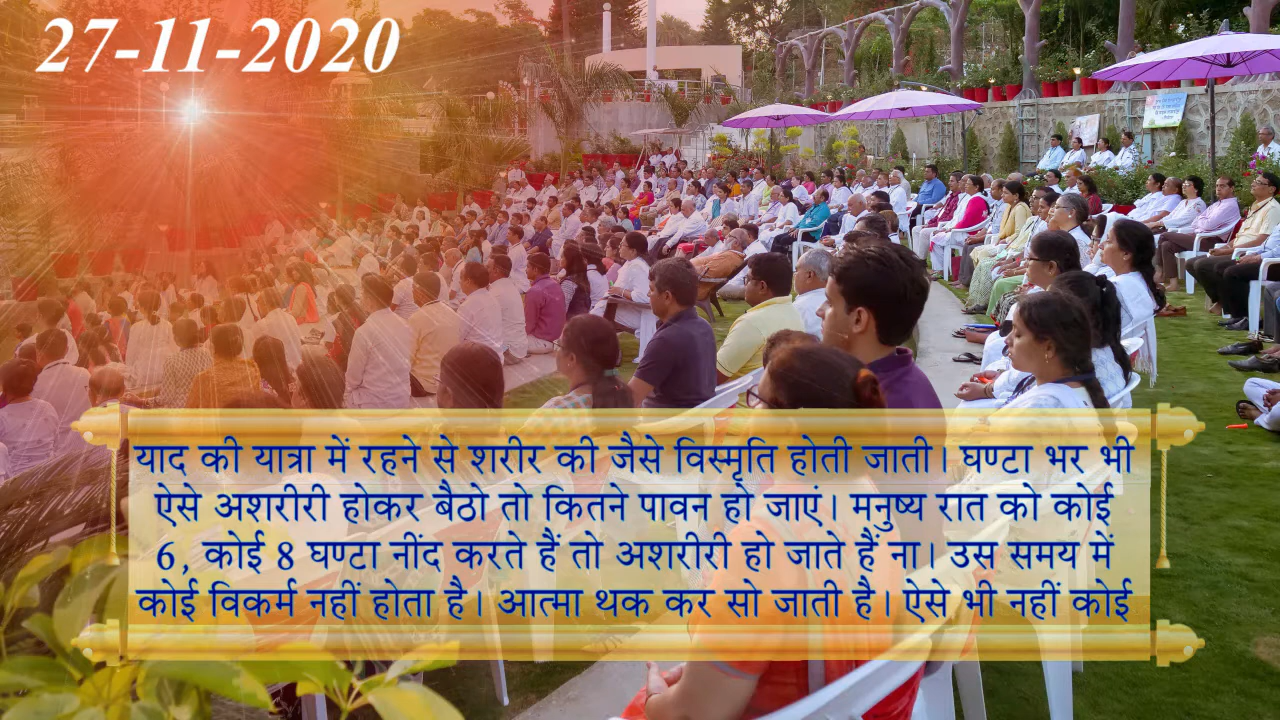 27-11-2020
याद की यात्रा में रहने से शरीर की जैसे विस्मृति होती जाती। घण्टा भर भी
ऐसे अशरीरी होकर बैठो तो कितने पावन हो जाएं। मनुष्य रात को कोई
6, कोई 8 घण्टा नींद करते हैं तो अशरीरी हो जाते हैं ना। उस समय में
कोई विकर्म नहीं होता है। आत्मा थक कर सो जाती है। ऐसे भी नहीं कोई